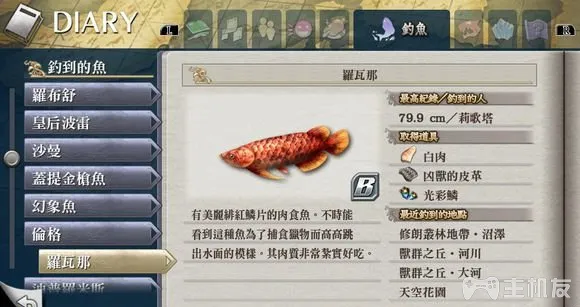 DIARY
L
釣魚
R
釣到的魚
羅布舒
皇后波雷
沙曼
蓋提金槍魚
幻象魚
倫格
羅瓦那
羅瓦那
B
有美麗緋紅鱗片的肉食魚。不時能
看到這種魚為了捕食獵物而高高跳
出水面的模樣。其肉質非常紮實好吃。
最高紀錄／釣到的人
79.9 cm／莉歌塔
取得道具
白肉
凶獸的皮革
光彩鱗
最近釣到的地點
修朗叢林地帶·沼澤
獸群之丘·河川
獸群之丘·大河
天空花園
主机友